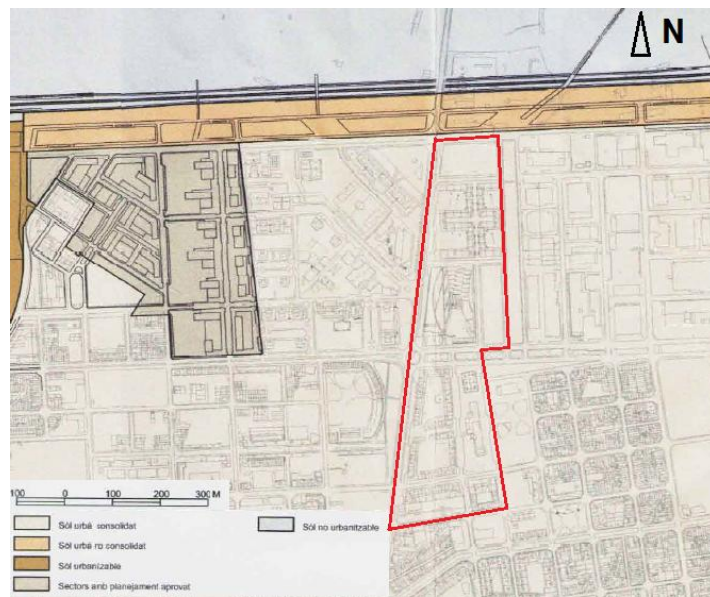 N
100 0 100 200 300 M
Sòl urbà consolidat
Sòl urbà no consolidat
Sòl urbanizable
Sectors amb planejament aprovat
Sòl no urbanitzable